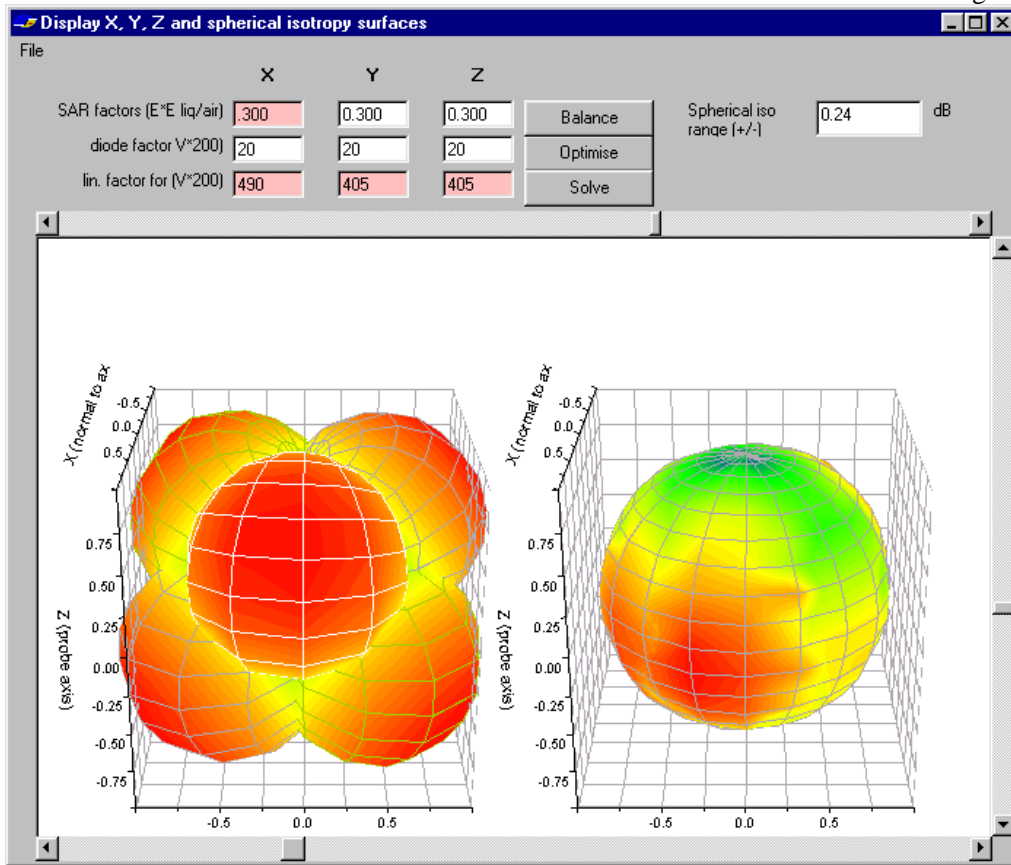 Display X, Y, Z and spherical isotropy surfaces
File
X Y Z
SAR factors (E*E liq/air) .300 0.300 0.300 Balance Spherical iso range (+/-) 0.24 dB
diode factor V*200) 20 20 20 Optimise
lin. factor for (V*200) 490 405 405 Solve
X (normal to ax
-0.5
0.0
0.5
0.75
0.50
0.25
0.00
-0.25
-0.50
-0.75
Z (probe axis)
-0.5 0.0 0.5
X (normal to ax
-0.5
0.0
0.5
0.75
0.50
0.25
0.00
-0.25
-0.50
-0.75
Z (probe axis)
-0.5 0.0 0.5